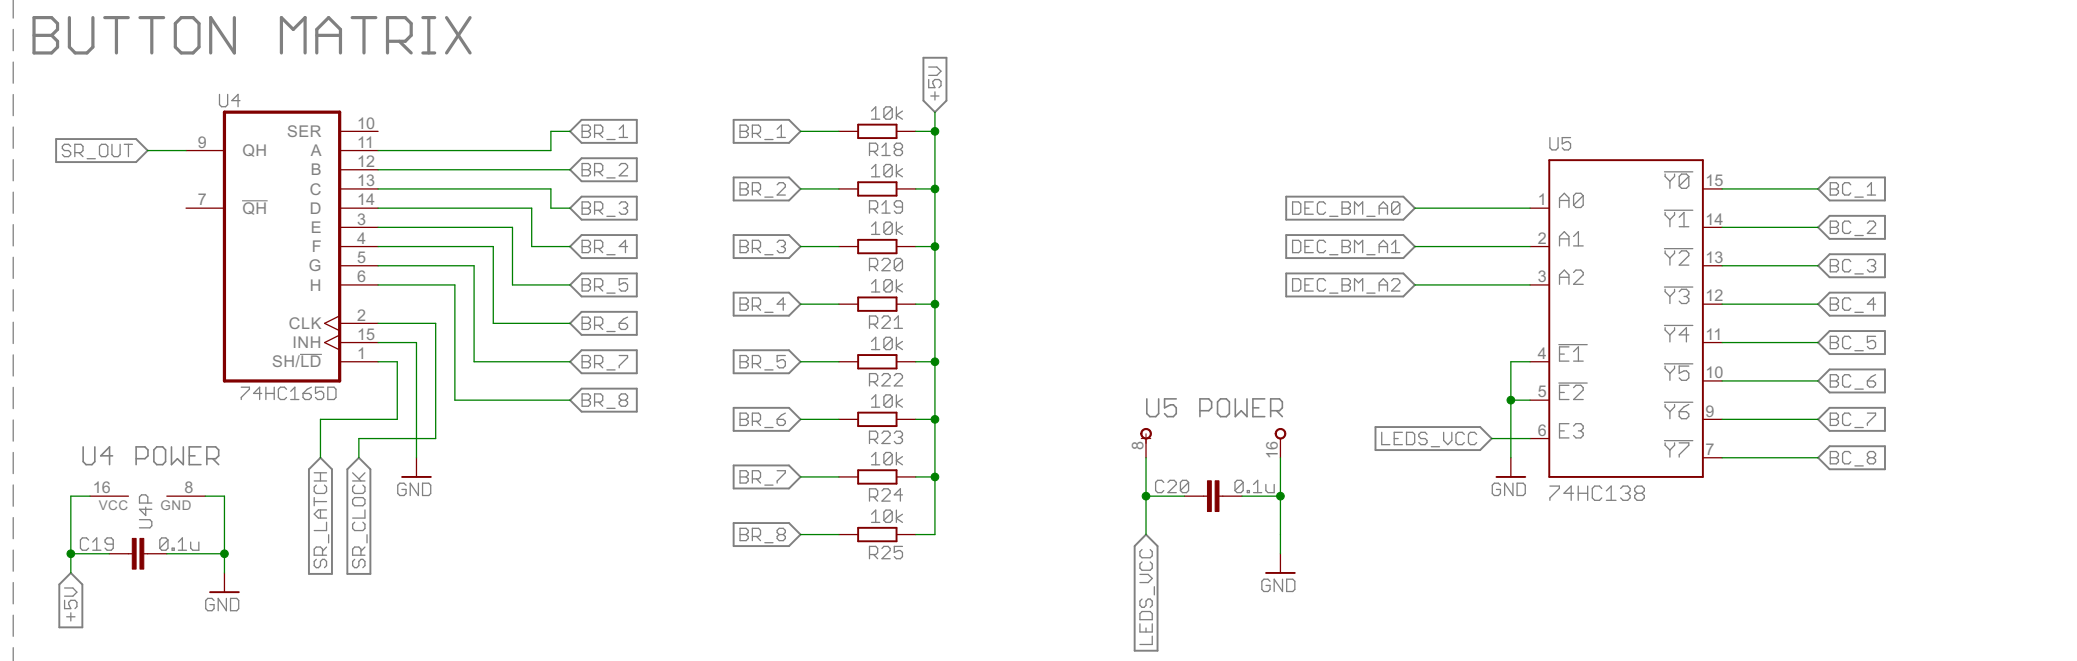 BUTTON MATRIX
U4
SR_OUT
9
QH
7
QH
SER
10
A
11
B
12
C
13
D
14
E
3
F
4
G
5
H
6
CLK
2
INH
15
SH/LD
1
74HC165D
BR_1
BR_2
BR_3
BR_4
BR_5
BR_6
BR_7
BR_8
SR_LATCH
SR_CLOCK
GND
U4 POWER
16
VCC
8
GND
U4P
C19
0.1u
+5V
GND
+5V
BR_1
10k
R18
BR_2
10k
R19
BR_3
10k
R20
BR_4
10k
R21
BR_5
10k
R22
BR_6
10k
R23
BR_7
10k
R24
BR_8
10k
R25
U5 POWER
8
16
C20
0.1u
LEDS_VCC
GND
U5
DEC_BM_A0
1
A0
DEC_BM_A1
2
A1
DEC_BM_A2
3
A2
4
E1
5
E2
LEDS_VCC
6
E3
GND
74HC138
Y0
15
BC_1
Y1
14
BC_2
Y2
13
BC_3
Y3
12
BC_4
Y4
11
BC_5
Y5
10
BC_6
Y6
9
BC_7
Y7
7
BC_8